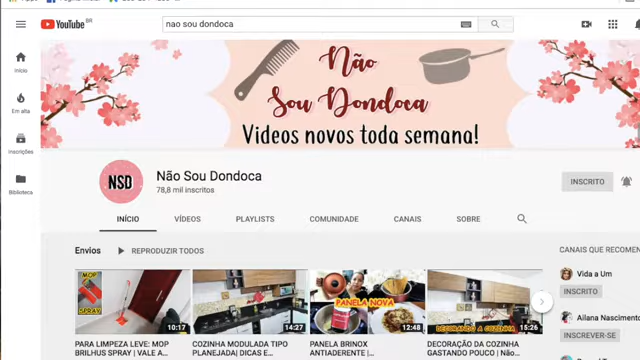 YouTube BR
nao sou dondoca
Início
Em alta
Inscrições
Biblioteca
Não
Sou Dondoca
Videos novos toda semana!
NSD
Não Sou Dondoca
78,8 mil inscritos
INSCRITO
INÍCIO VÍDEOS PLAYLISTS COMUNIDADE CANAIS SOBRE
Envios REPRODUZIR TODOS
CANAIS QUE RECOMEN
MOP
SPRAY
10:17
14:27
PANELA NOVA
12:48
DECORANDO A COZINHA
15:26
PARA LIMPEZA LEVE: MOP
BRILHUS SPRAY | VALE A
COZINHA MODULADA TIPO
PLANEJADA| DICAS E...
PANELA BRINOX
ANTIADERENTE |...
DECORAÇÃO DA COZINHA
GASTANDO POUCO | Não...
Vida a Um
INSCRITO
Ailana Nascimento
INSCREVER-SE